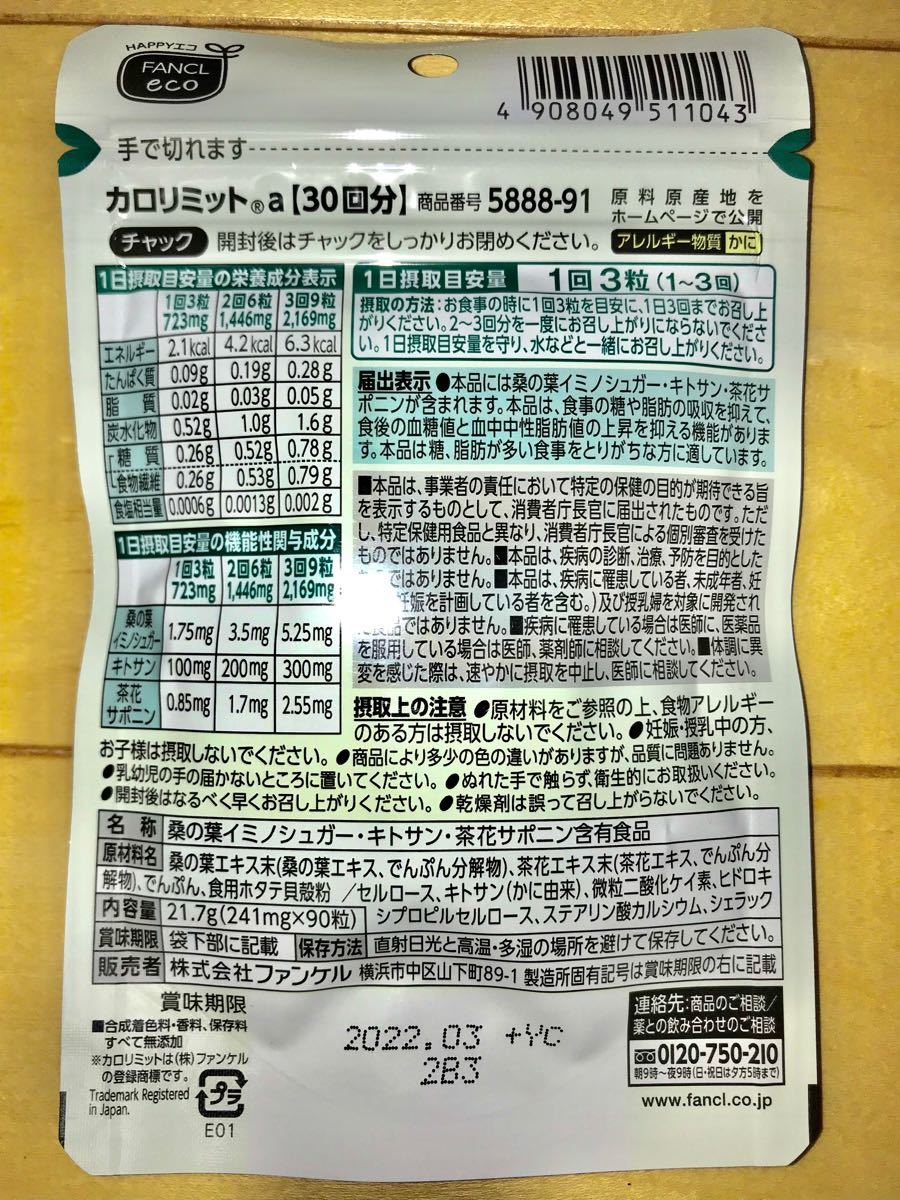 HAPPYエコ
FANCL
eco
4 908049 511043
手で切れます
カロリミット®a【30回分】 商品番号 5888-91
原料原産地を
ホームページで公開
チャック 開封後はチャックをしっかりお閉めください。
アレルギー物質 かに
1日摂取目安量の栄養成分表示
1回3粒 2回6粒 3回9粒
723mg 1,446mg 2,169mg
エネルギー 2.1kcal 4.2kcal 6.3kcal
たんぱく質 0.09g 0.19g 0.28g
脂質 0.02g 0.03g 0.05g
炭水化物 0.52g 1.0g 1.6g
糖質 0.26g 0.52g 0.78g
食物繊維 0.26g 0.53g 0.79g
食塩相当量 0.0006g 0.0013g 0.002g
1日摂取目安量の機能性関与成分
1回3粒 2回6粒 3回9粒
723mg 1,446mg 2,169mg
桑の葉
イミノシュガー 1.75mg 3.5mg 5.25mg
キトサン 100mg 200mg 300mg
茶花
サポニン 0.85mg 1.7mg 2.55mg
1日摂取目安量 1回3粒(1〜3回)
摂取の方法:お食事の時に1回3粒を目安に、1日3回までお召し上
がりください。2〜3回分を一度にお召し上がりにならないでくださ
い。1日摂取目安量を守り、水などと一緒にお召し上がりください。
届出表示 ●本品には桑の葉イミノシュガー・キトサン・茶花サ
ポニンが含まれます。本品は、食事の糖や脂肪の吸収を抑えて、
食後の血糖値と血中中性脂肪値の上昇を抑える機能がありま
す。本品は糖、脂肪が多い食事をとりがちな方に適しています。
■本品は、事業者の責任において特定の保健の目的が期待できる旨
を表示するものとして、消費者庁長官に届出されたものです。ただ
し、特定保健用食品と異なり、消費者庁長官による個別審査を受けた
ものではありません。■本品は、疾病の診断、治療、予防を目的とした
ではありません。■本品は、疾病に罹患している者、未成年者、妊
妊娠を計画している者を含む。)及び授乳婦を対象に開発され
ではありません。■疾病に罹患している場合は医師に、医薬品
を服用している場合は医師、薬剤師に相談してください。■体調に異
変を感じた際は、速やかに摂取を中止し、医師に相談してください。
摂取上の注意 ●原材料をご参照の上、食物アレルギー
のある方は摂取しないでください。●妊娠・授乳中の方、
お子様は摂取しないでください。●商品により多少の色の違いがありますが、品質に問題ありません。
●乳幼児の手の届かないところに置いてください。●ぬれた手で触らず、衛生的にお取扱いください。
●開封後はなるべく早くお召し上がりください。●乾燥剤は誤って召し上がらないでください。
名称 桑の葉イミノシュガー・キトサン・茶花サポニン含有食品
原材料名 桑の葉エキス末(桑の葉エキス、でんぷん分解物)、茶花エキス末(茶花エキス、でんぷん分
解物)、でんぷん、食用ホタテ貝殻粉 /セルロース、キトサン(かに由来)、微粒二酸化ケイ素、ヒドロキ
シプロピルセルロース、ステアリン酸カルシウム、シェラック
内容量 21.7g(241mg×90粒)
賞味期限 袋下部に記載 保存方法 直射日光と高温・多湿の場所を避けて保存してください。
販売者 株式会社ファンケル 横浜市中区山下町89-1 製造所固有記号は賞味期限の右に記載
賞味期限
■合成着色料・香料、保存料
すべて無添加
※カロリミットは(株)ファンケル
の登録商標です。
Trademark Registered
in Japan.
プラ
E01
2022.03 +YC
2B3
連絡先:商品のご相談/
薬との飲み合わせのご相談
0120-750-210
朝9時〜夜9時(日・祝日は夕方5時まで)
www.fancl.co.jp